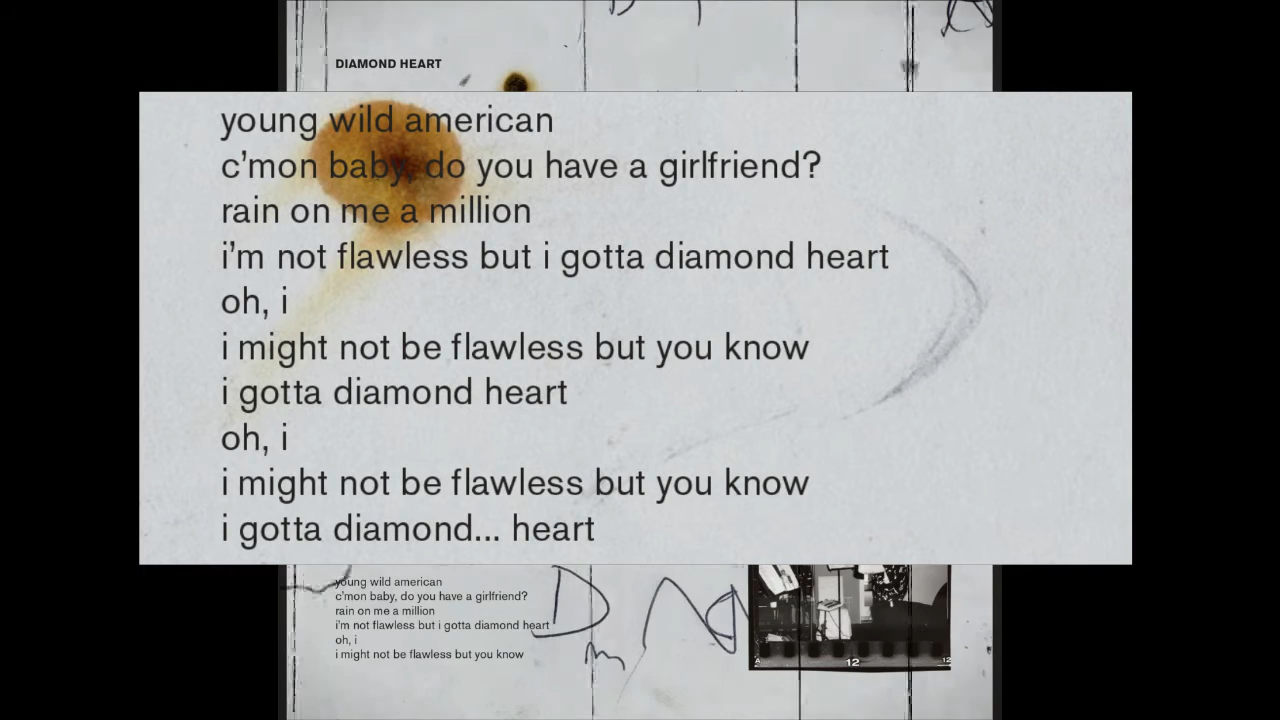 DIAMOND HEART
young wild american
c’mon baby, do you have a girlfriend?
rain on me a million
i’m not flawless but i gotta diamond heart
oh, i
i might not be flawless but you know
i gotta diamond heart
oh, i
i might not be flawless but you know
i gotta diamond... heart
young wild american
c’mon baby, do you have a girlfriend?
rain on me a million
i’m not flawless but i gotta diamond heart
oh, i
i might not be flawless but you know
A 12 12